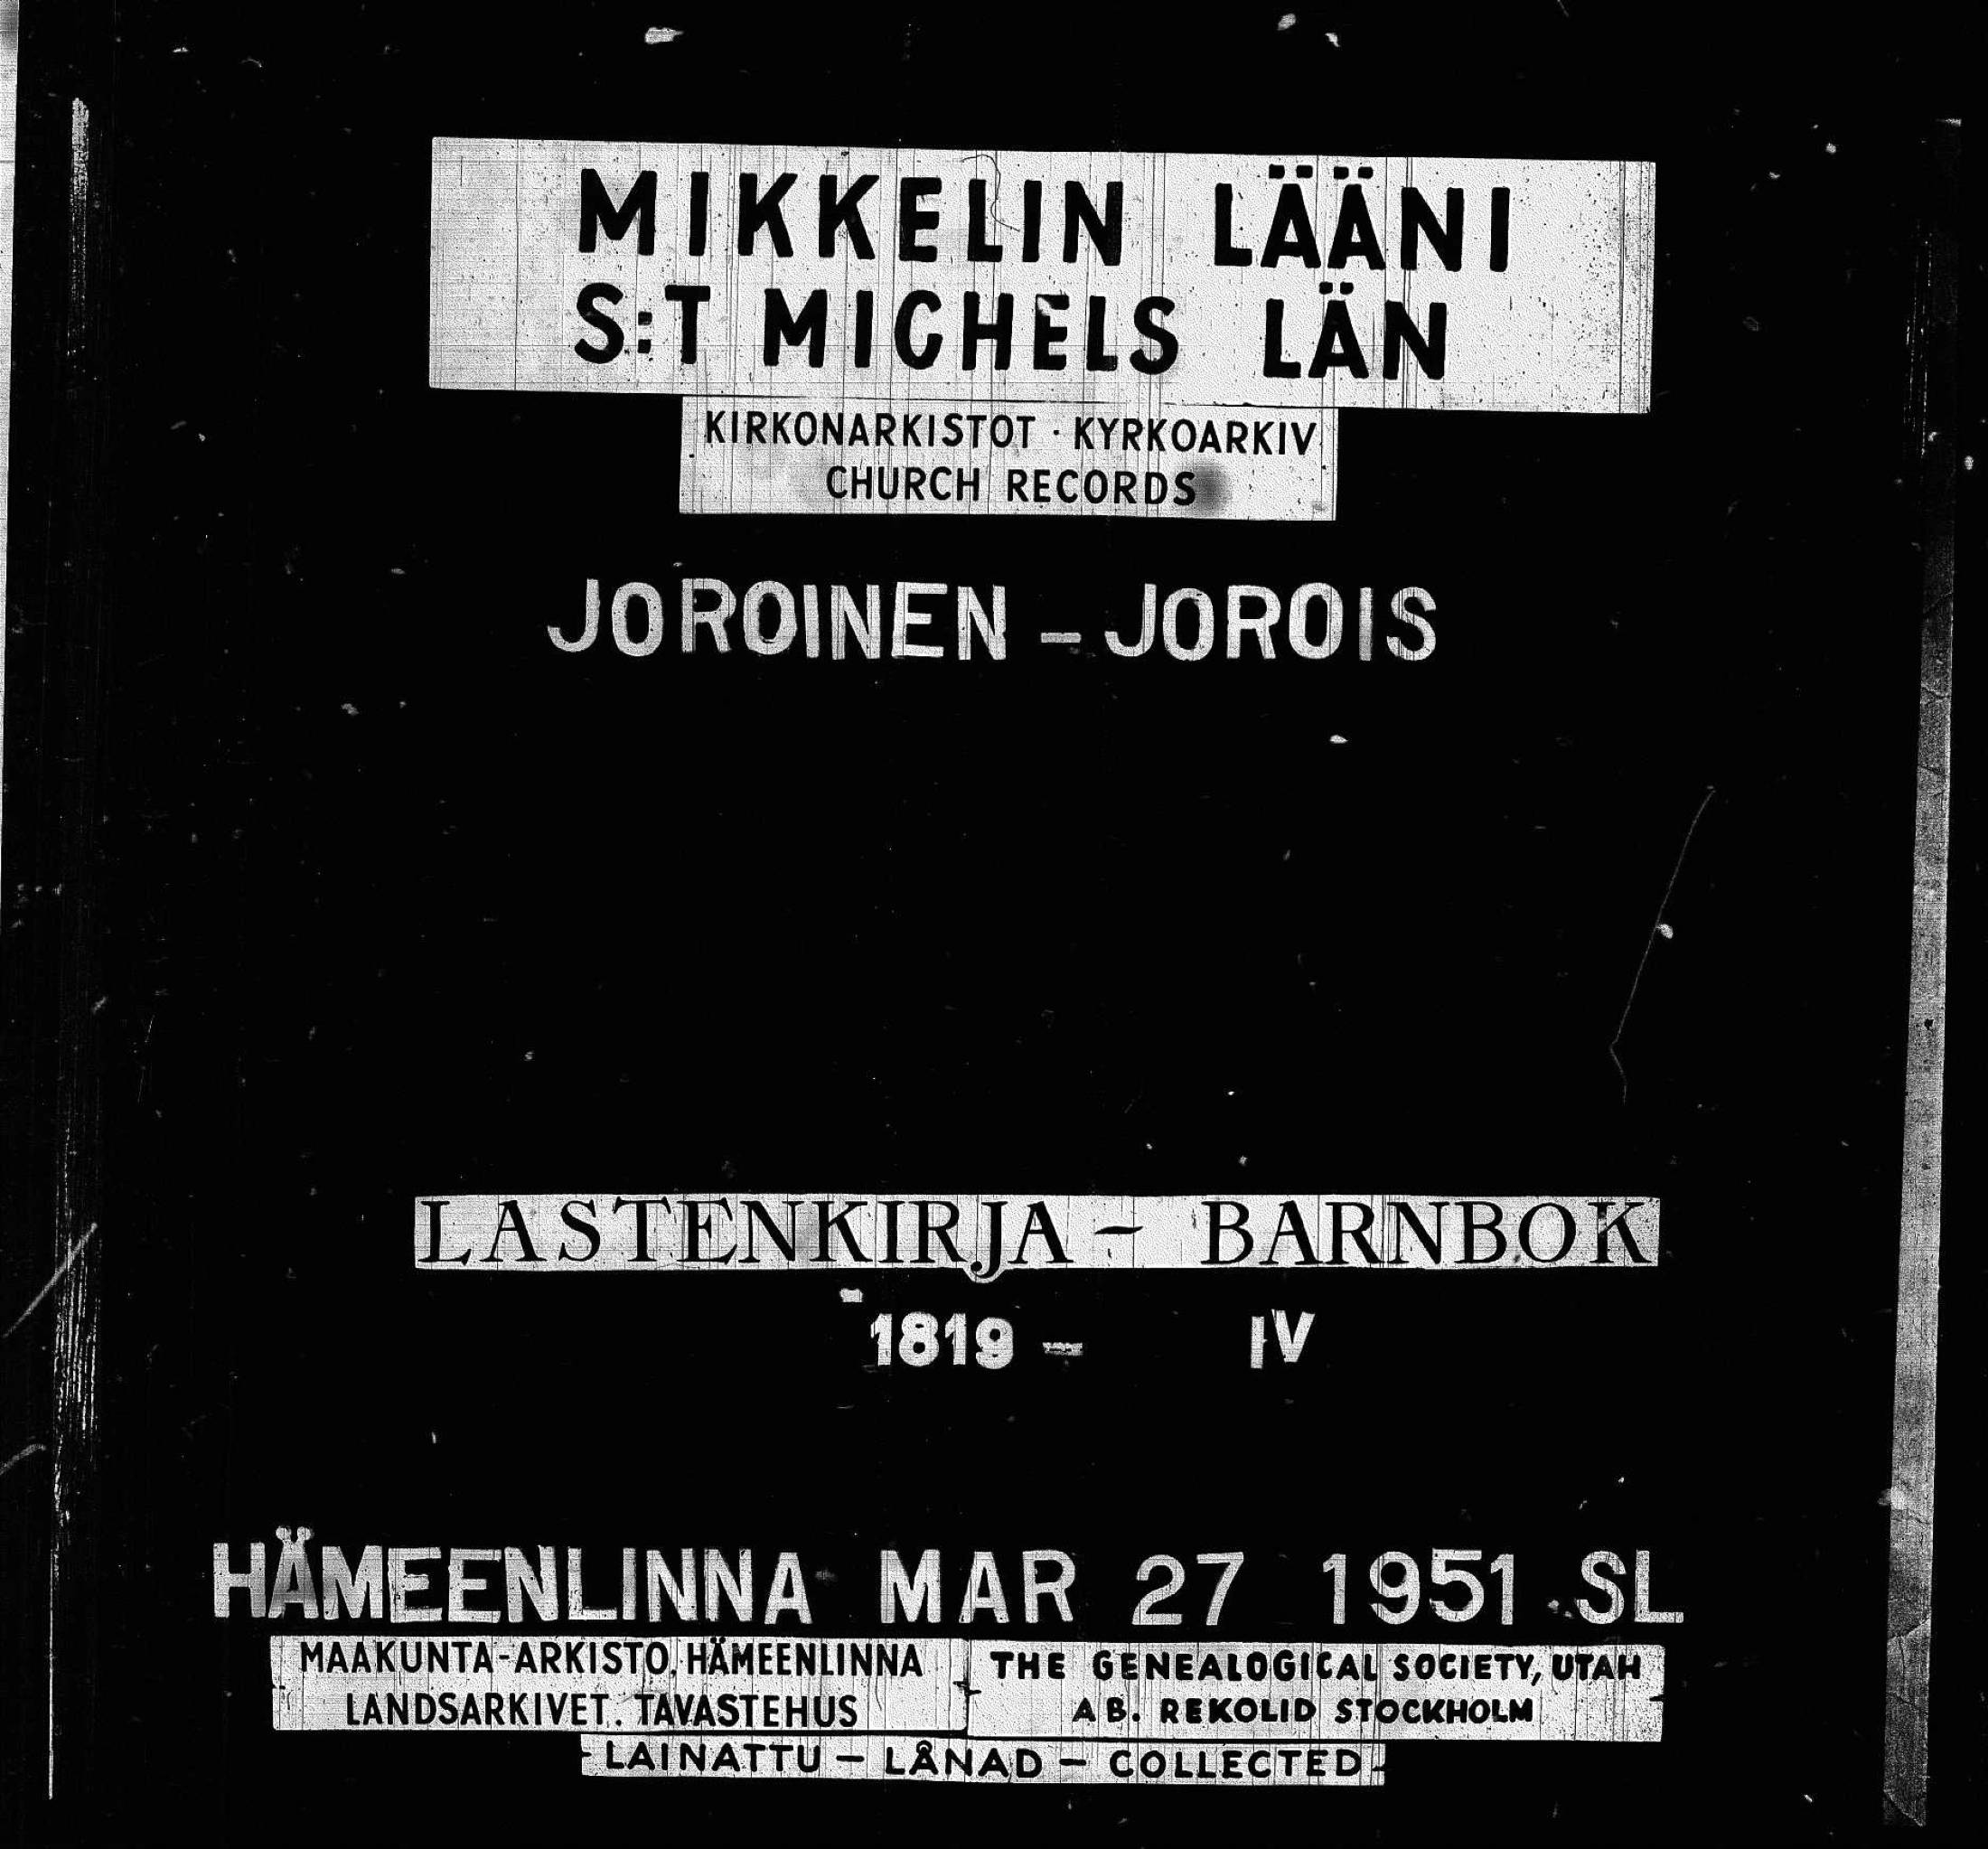 MIKKELIN LÄÄNI
S:T MICHELS LÄN
KIRKONARKISTOT · KYRKOARKIV
CHURCH RECORDS
JOROINEN - JOROIS
LASTENKIRJA - BARNBOK
1819 - IV
HÄMEENLINNA MAR 27 1951 SL
MAAKUNTA-ARKISTO, HÄMEENLINNA
LANDSARKIVET. TAVASTEHUS
THE GENEALOGICAL SOCIETY, UTAH
AB. REKOLID STOCKHOLM
LAINATTU - LÅNAD - COLLECTED